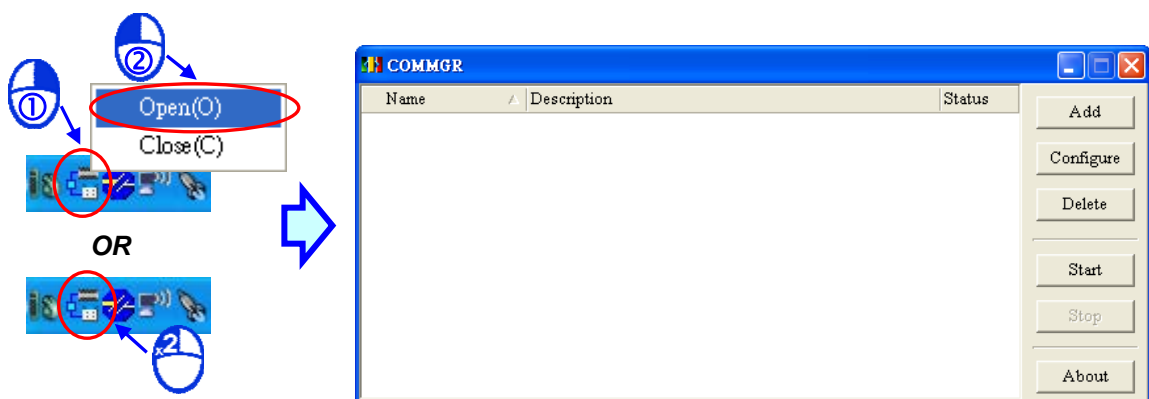 ②
①
Open(O)
Close(C)
OR
x2
COMMGR
Name Description Status
Add
Configure
Delete
Start
Stop
About